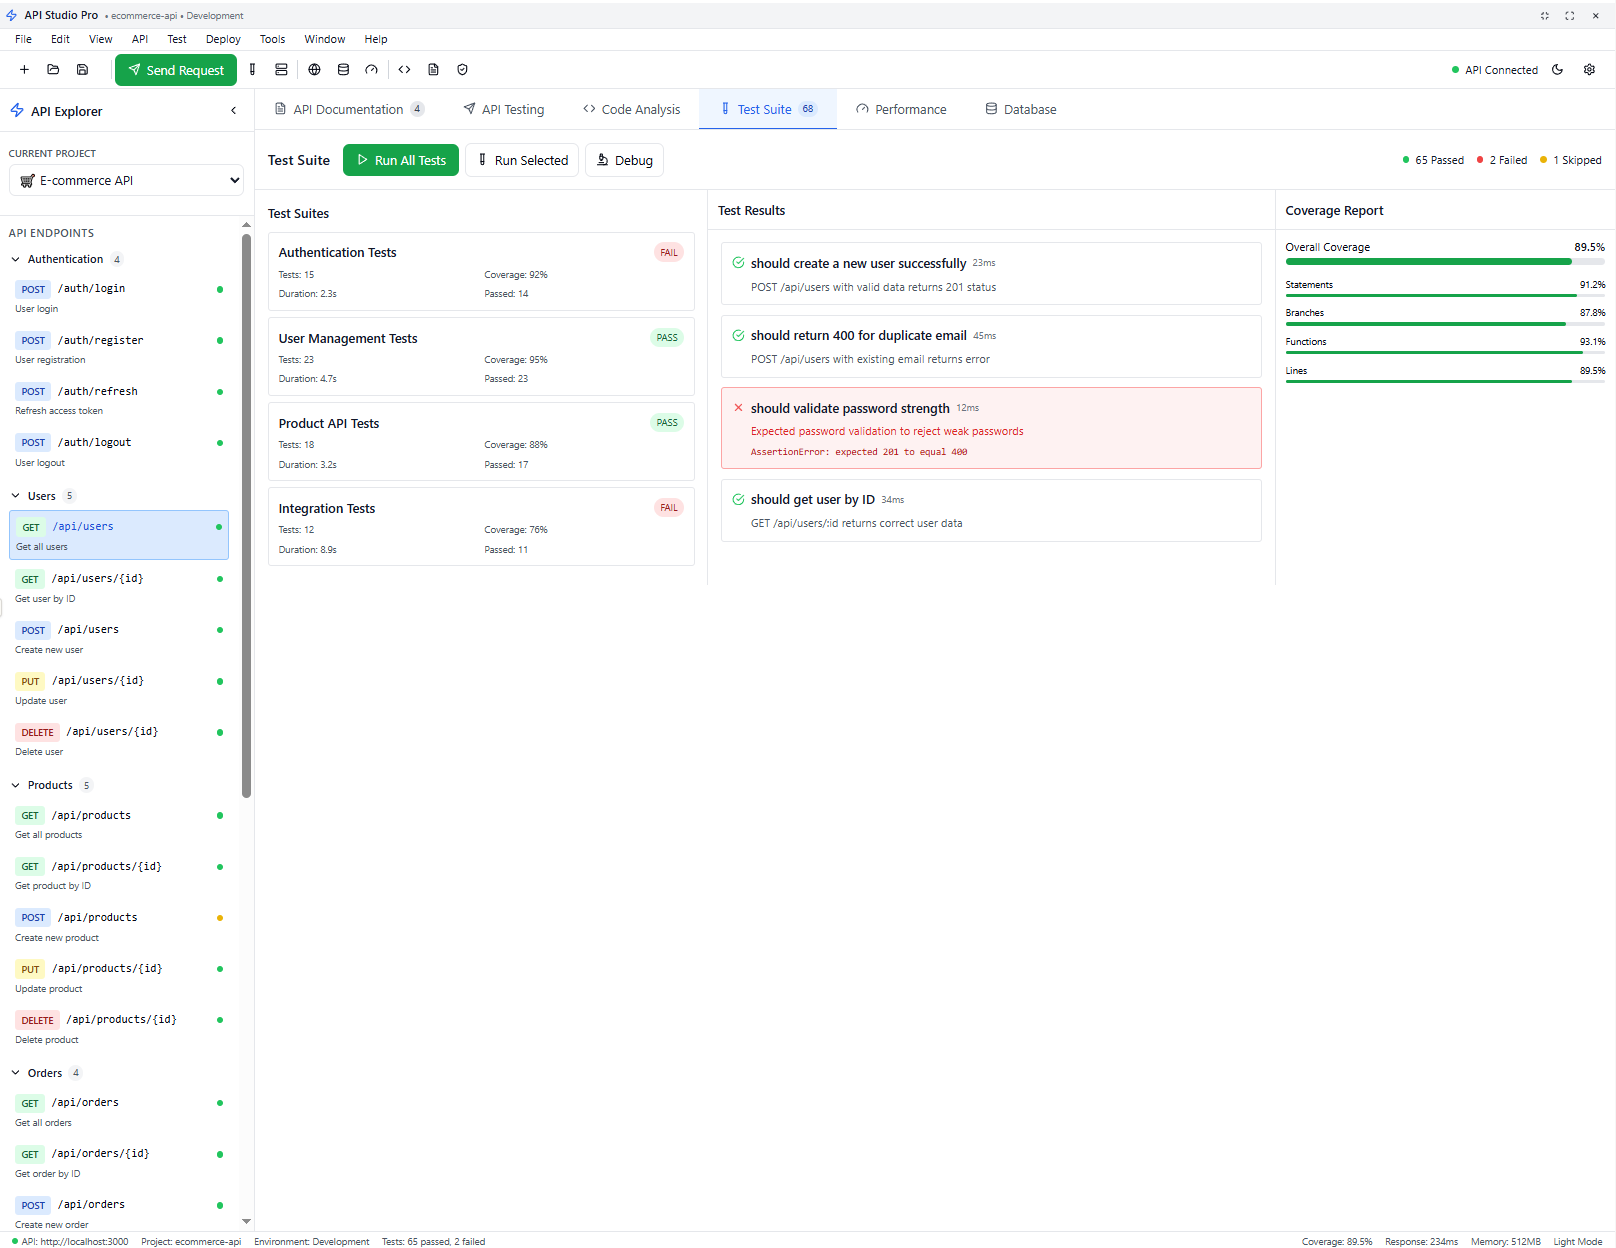 API Studio Pro • ecommerce-api • Development
File Edit View API Test Deploy Tools Window Help
Send Request
API Connected
API Explorer
CURRENT PROJECT
E-commerce API
API ENDPOINTS
Authentication 4
POST /auth/login
User login
POST /auth/register
User registration
POST /auth/refresh
Refresh access token
POST /auth/logout
User logout
Users 5
GET /api/users
Get all users
GET /api/users/{id}
Get user by ID
POST /api/users
Create new user
PUT /api/users/{id}
Update user
DELETE /api/users/{id}
Delete user
Products 5
GET /api/products
Get all products
GET /api/products/{id}
Get product by ID
POST /api/products
Create new product
PUT /api/products/{id}
Update product
DELETE /api/products/{id}
Delete product
Orders 4
GET /api/orders
Get all orders
GET /api/orders/{id}
Get order by ID
POST /api/orders
Create new order
API Documentation 4 API Testing Code Analysis Test Suite 68 Performance Database
Test Suite Run All Tests Run Selected Debug
65 Passed 2 Failed 1 Skipped
Test Suites
Authentication Tests FAIL
Tests: 15 Coverage: 92%
Duration: 2.3s Passed: 14
User Management Tests PASS
Tests: 23 Coverage: 95%
Duration: 4.7s Passed: 23
Product API Tests PASS
Tests: 18 Coverage: 88%
Duration: 3.2s Passed: 17
Integration Tests FAIL
Tests: 12 Coverage: 76%
Duration: 8.9s Passed: 11
Test Results
should create a new user successfully 23ms
POST /api/users with valid data returns 201 status
should return 400 for duplicate email 45ms
POST /api/users with existing email returns error
should validate password strength 12ms
Expected password validation to reject weak passwords
AssertionError: expected 201 to equal 400
should get user by ID 34ms
GET /api/users/:id returns correct user data
Coverage Report
Overall Coverage 89.5%
Statements 91.2%
Branches 87.8%
Functions 93.1%
Lines 89.5%
API: http://localhost:3000 Project: ecommerce-api Environment: Development Tests: 65 passed, 2 failed
Coverage: 89.5% Response: 234ms Memory: 512MB Light Mode